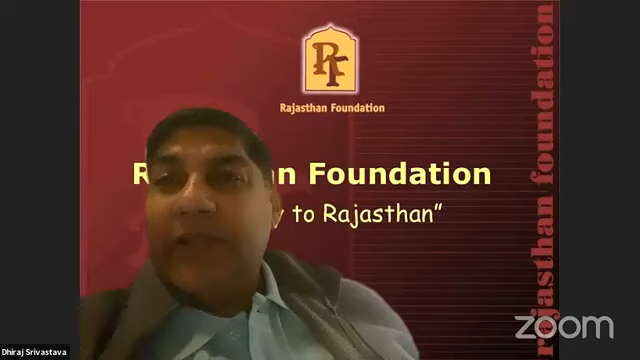 RF
Rajasthan Foundation
R n Foundation
y to Rajasthan”
rajasthan foundation
Dhiraj Srivastava
zoom